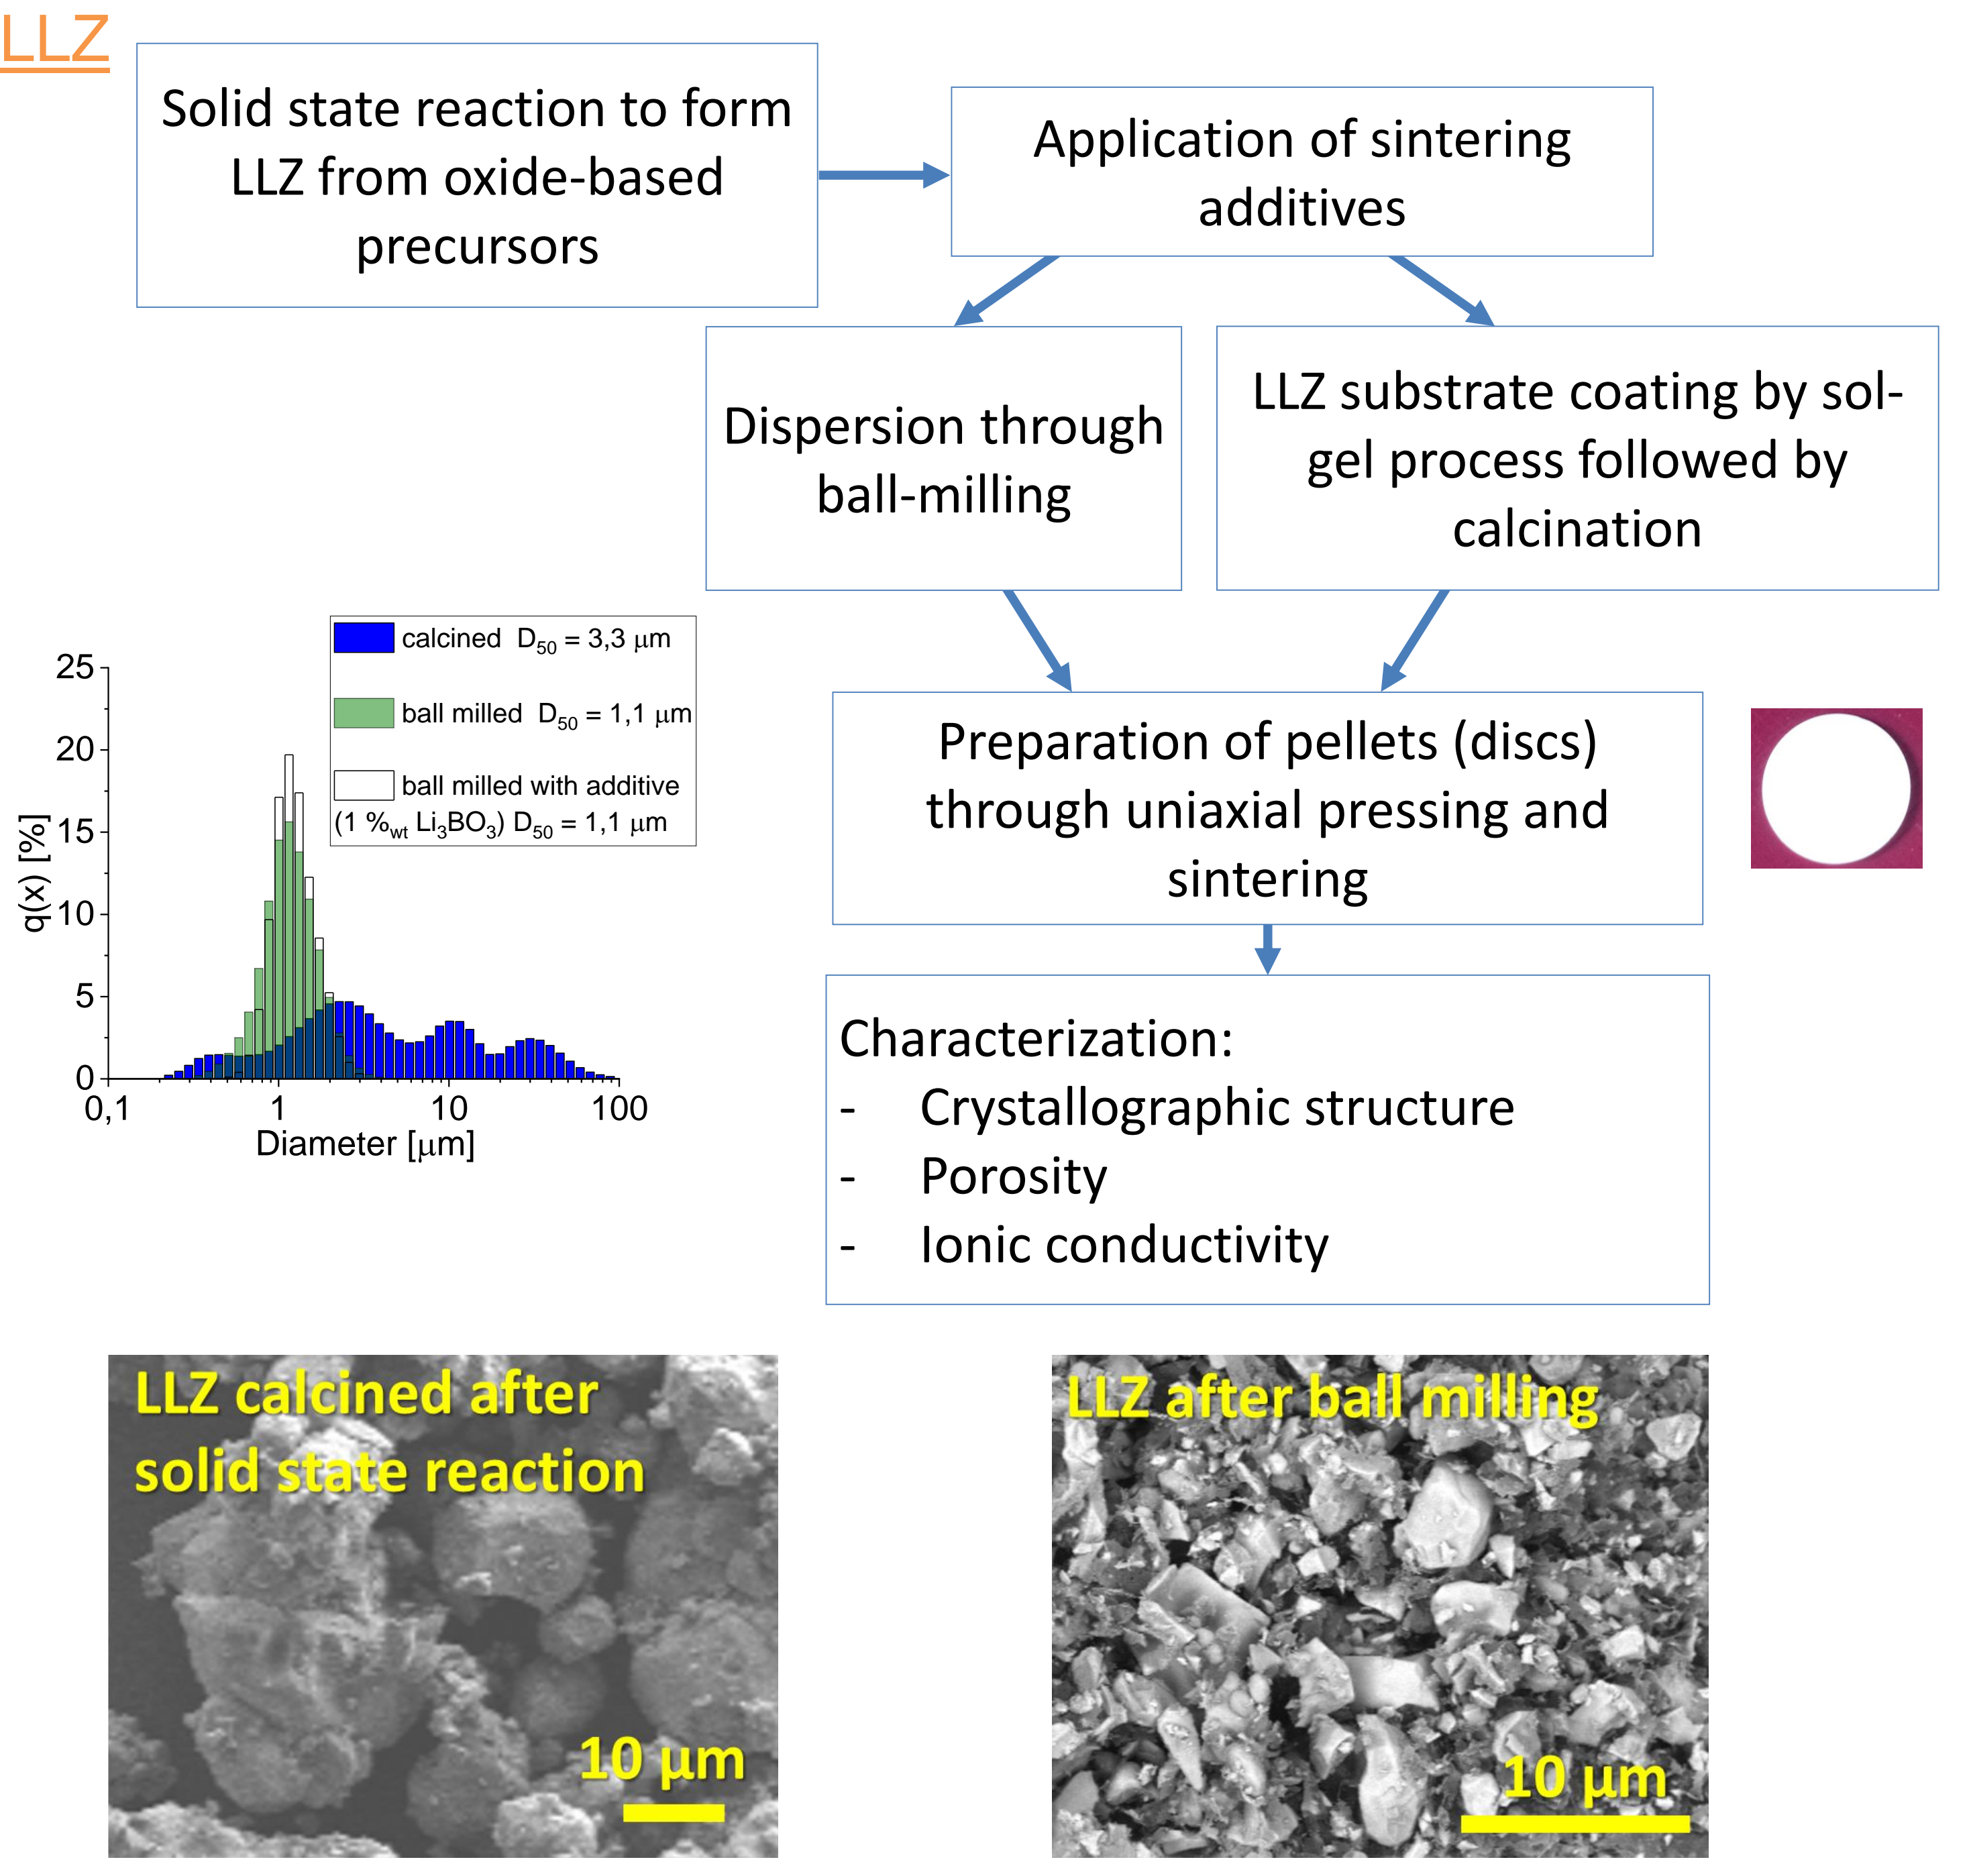 LLZ
Solid state reaction to form
LLZ from oxide-based
precursors
Application of sintering
additives
Dispersion through
ball-milling
LLZ substrate coating by sol-
gel process followed by
calcination
calcined  D50 = 3,3 μm
ball milled  D50 = 1,1 μm
ball milled with additive
(1 %wt Li3BO3) D50 = 1,1 μm
25
20
15
10
5
0
q(x) [%]
0,1
1
10
100
Diameter [μm]
Preparation of pellets (discs)
through uniaxial pressing and
sintering
Characterization:
- Crystallographic structure
- Porosity
- Ionic conductivity
LLZ calcined after
solid state reaction
10 μm
LLZ after ball milling
10 μm